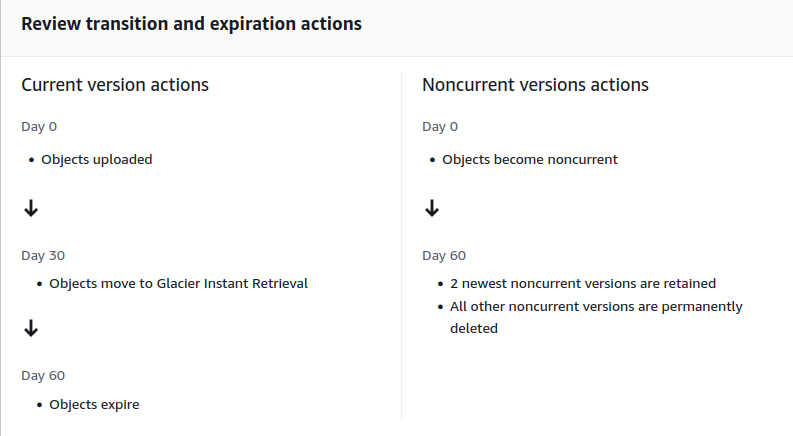 Review transition and expiration actions
Current version actions
Day 0
• Objects uploaded
Day 30
• Objects move to Glacier Instant Retrieval
Day 60
• Objects expire
Noncurrent versions actions
Day 0
• Objects become noncurrent
Day 60
• 2 newest noncurrent versions are retained
• All other noncurrent versions are permanently
deleted